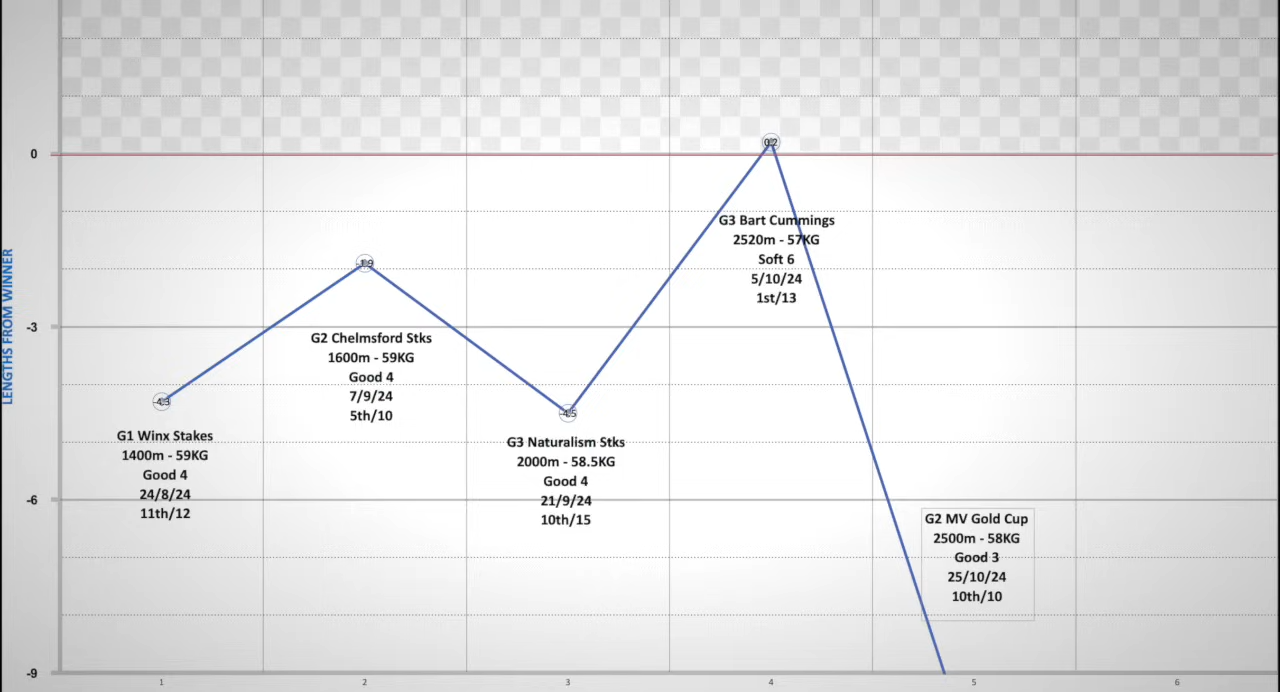 0
-3
-6
-9
LENGTHS FROM WINNER
-4.3
G1 Winx Stakes
1400m - 59KG
Good 4
24/8/24
11th/12
-1.9
G2 Chelmsford Stks
1600m - 59KG
Good 4
7/9/24
5th/10
-4.5
G3 Naturalism Stks
2000m - 58.5KG
Good 4
21/9/24
10th/15
0.2
G3 Bart Cummings
2520m - 57KG
Soft 6
5/10/24
1st/13
G2 MV Gold Cup
2500m - 58KG
Good 3
25/10/24
10th/10
1 2 3 4 5 6